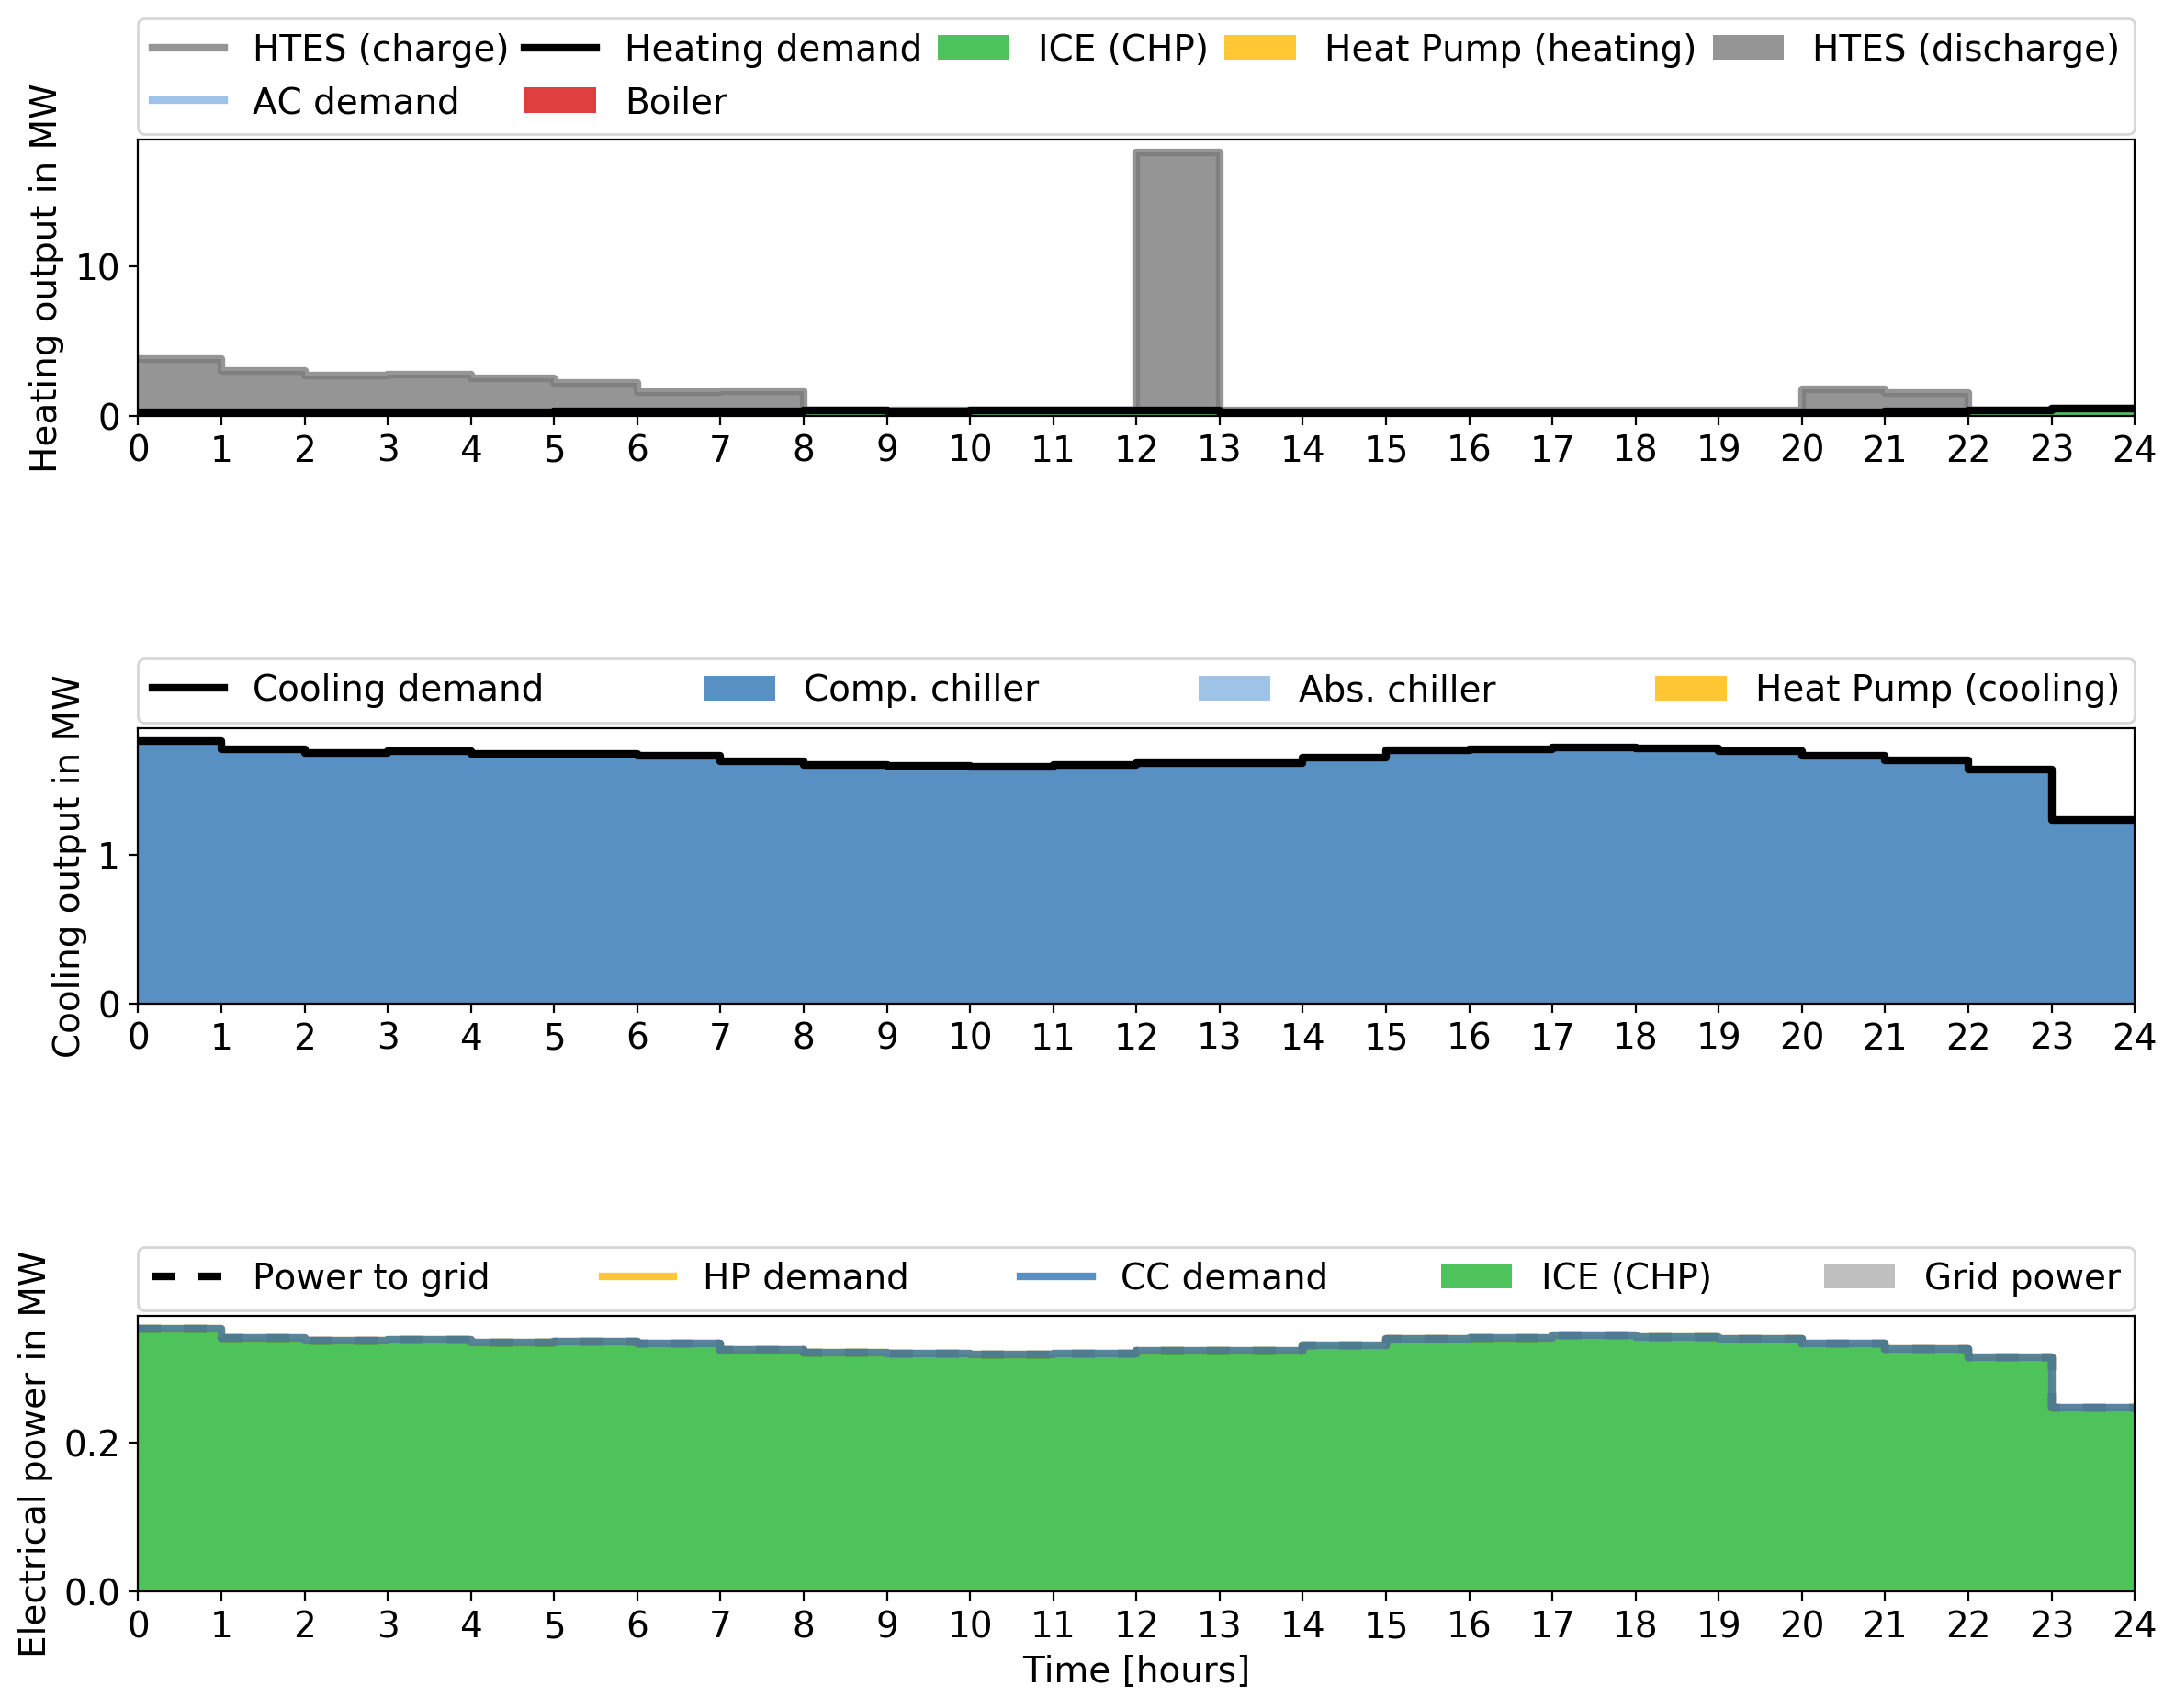 HTES (charge) Heating demand ICE (CHP) Heat Pump (heating) HTES (discharge)
AC demand Boiler
Heating output in MW
10
0
0 1 2 3 4 5 6 7 8 9 10 11 12 13 14 15 16 17 18 19 20 21 22 23 24
Cooling demand Comp. chiller Abs. chiller Heat Pump (cooling)
Cooling output in MW
1
0
0 1 2 3 4 5 6 7 8 9 10 11 12 13 14 15 16 17 18 19 20 21 22 23 24
Power to grid HP demand CC demand ICE (CHP) Grid power
Electrical power in MW
0.2
0.0
0 1 2 3 4 5 6 7 8 9 10 11 12 13 14 15 16 17 18 19 20 21 22 23 24
Time [hours]